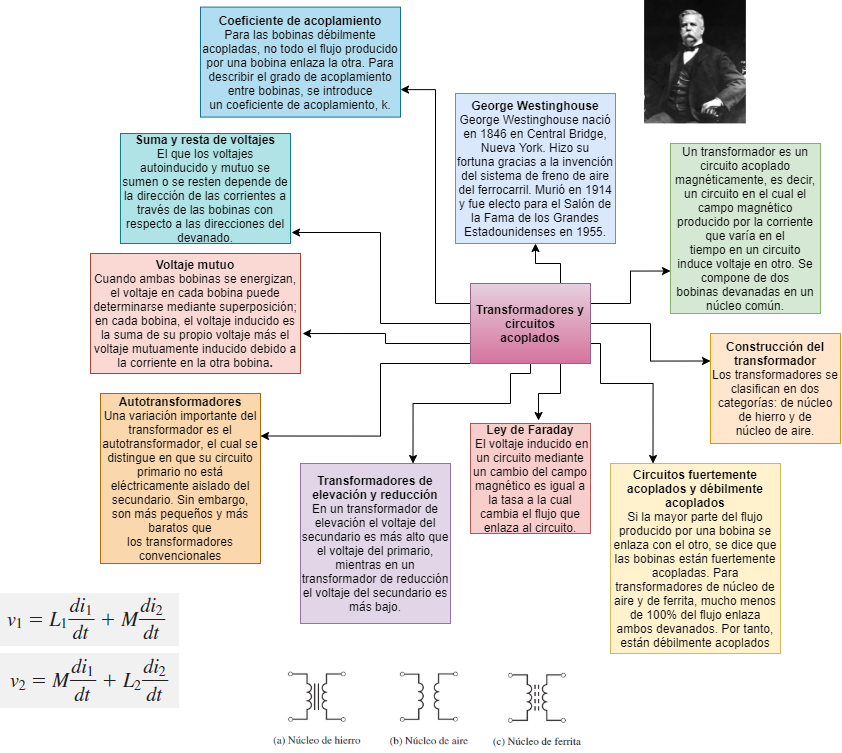 Coeficiente de acoplamiento
Para las bobinas débilmente
acopladas, no todo el flujo producido
por una bobina enlaza la otra. Para
describir el grado de acoplamiento
entre bobinas, se introduce
un coeficiente de acoplamiento, k.
George Westinghouse
George Westinghouse nació
en 1846 en Central Bridge,
Nueva York. Hizo su
fortuna gracias a la invención
del sistema de freno de aire
del ferrocarril. Murió en 1914
y fue electo para el Salón de
la Fama de los Grandes
Estadounidenses en 1955.
Suma y resta de voltajes
El que los voltajes
autoinducido y mutuo se
sumen o se resten depende de
la dirección de las corrientes a
través de las bobinas con
respecto a las direcciones del
devanado.
Un transformador es un
circuito acoplado
magnéticamente, es decir,
un circuito en el cual el
campo magnético
producido por la corriente
que varía en el
tiempo en un circuito
induce voltaje en otro. Se
compone de dos
bobinas devanadas en un
núcleo común.
Voltaje mutuo
Cuando ambas bobinas se energizan,
el voltaje en cada bobina puede
determinarse mediante superposición;
en cada bobina, el voltaje inducido es
la suma de su propio voltaje más el
voltaje mutuamente inducido debido a
la corriente en la otra bobina.
Transformadores y
circuitos
acoplados
Construcción del
transformador
Los transformadores se
clasifican en dos
categorías: de núcleo
de hierro y de
núcleo de aire.
Autotransformadores
Una variación importante del
transformador es el
autotransformador, el cual se
distingue en que su circuito
primario no está
eléctricamente aislado del
secundario. Sin embargo,
son más pequeños y más
baratos que
los transformadores
convencionales
Transformadores de
elevación y reducción
En un transformador de
elevación el voltaje del
secundario es más alto que
el voltaje del primario,
mientras en un
transformador de reducción
el voltaje del secundario es
más bajo.
Ley de Faraday
El voltaje inducido en
un circuito mediante
un cambio del campo
magnético es igual a
la tasa a la cual
cambia el flujo que
enlaza al circuito.
Circuitos fuertemente
acoplados y débilmente
acoplados
Si la mayor parte del flujo
producido por una bobina se
enlaza con el otro, se dice que
las bobinas están fuertemente
acopladas. Para
transformadores de núcleo de
aire y de ferrita, mucho menos
de 100% del flujo enlaza
ambos devanados. Por tanto,
están débilmente acoplados
v₁ = L₁ di₁/dt + M di₂/dt
v₂ = M di₁/dt + L₂ di₂/dt
(a) Núcleo de hierro
(b) Núcleo de aire
(c) Núcleo de ferrita